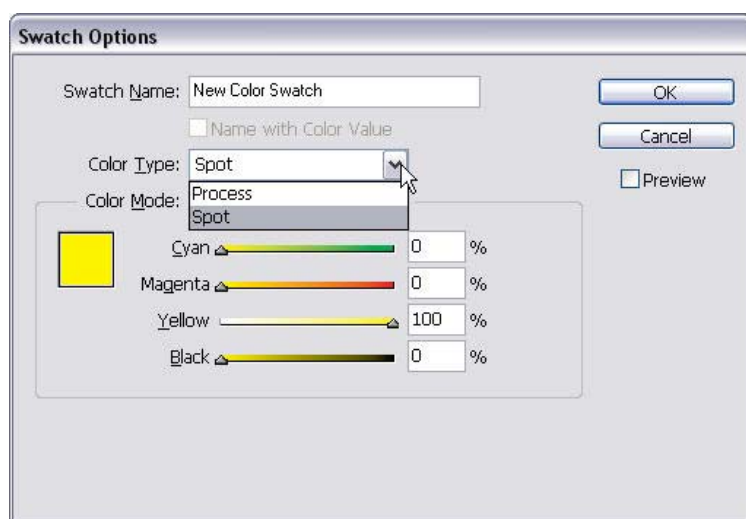 Swatch Options
Swatch Name: New Color Swatch
OK
Name with Color Value
Cancel
Color Type: Spot
Preview
Process
Color Mode:
Spot
Cyan 0 %
Magenta 0 %
Yellow 100 %
Black 0 %